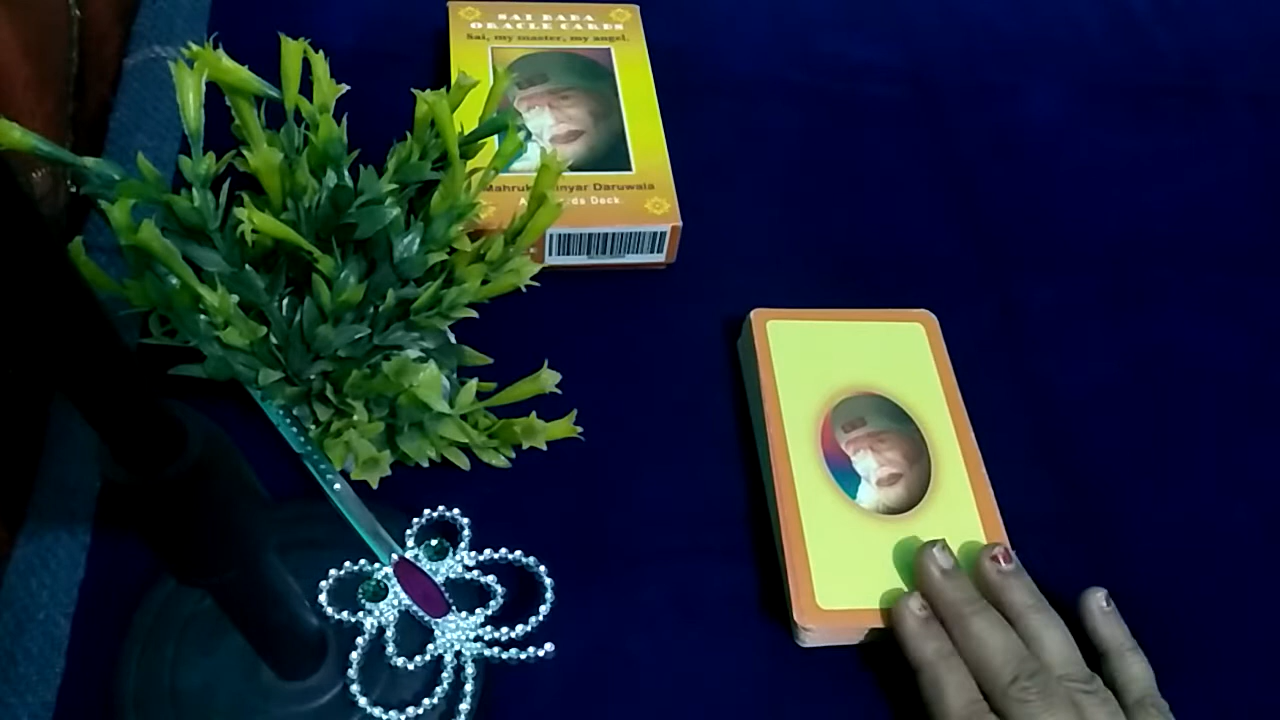 SAI BABA
ORACLE CARDS
Sai, my master, my angel.
Daruwala
Deck